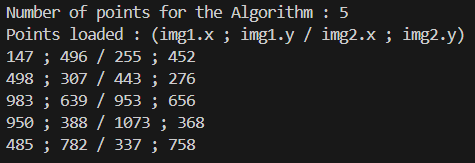 Number of points for the Algorithm : 5
Points loaded : (img1.x ; img1.y / img2.x ; img2.y)
147 ; 496 / 255 ; 452
498 ; 307 / 443 ; 276
983 ; 639 / 953 ; 656
950 ; 388 / 1073 ; 368
485 ; 782 / 337 ; 758